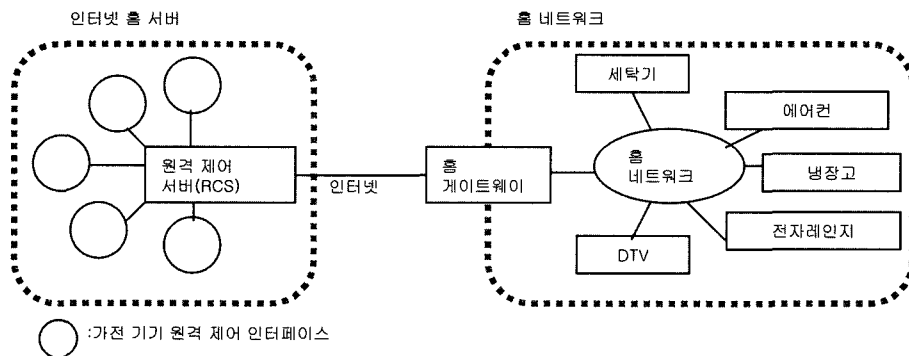 인터넷 홈 서버
홈 네트워크
원격 제어
서버(RCS)
인터넷
홈
게이트웨이
홈
네트워크
세탁기
에어컨
냉장고
전자레인지
DTV
:가전 기기 원격 제어 인터페이스